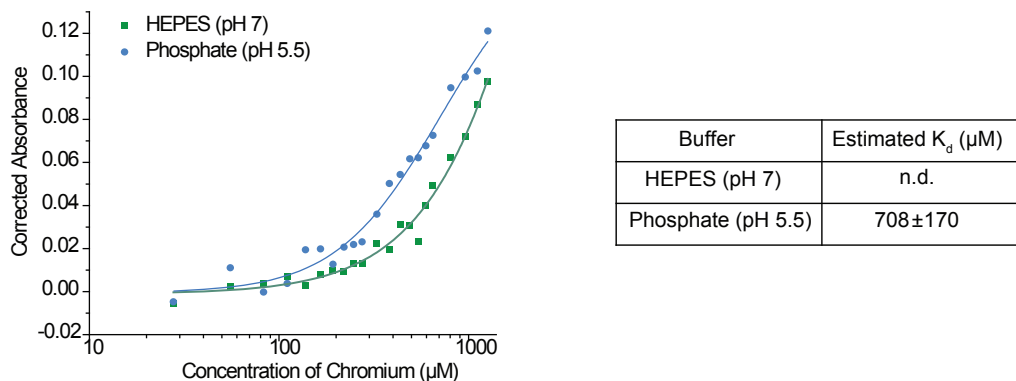 HEPES (pH 7)
Phosphate (pH 5.5)
Corrected Absorbance
0.12
0.10
0.08
0.06
0.04
0.02
0.00
-0.02
10 100 1000
Concentration of Chromium (µM)
Buffer Estimated Kd (µM)
HEPES (pH 7) n.d.
Phosphate (pH 5.5) 708±170